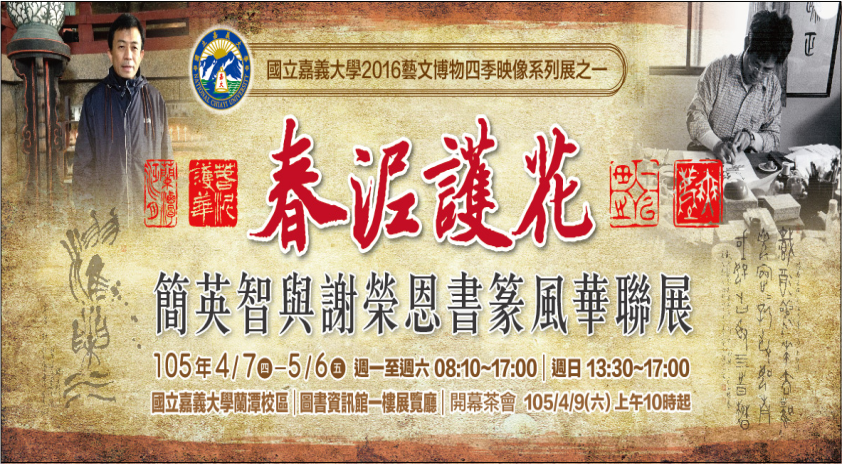 國立嘉義大學2016藝文博物四季映像系列展之一
NATIONAL CHIAYI UNIVERSITY
春泥護花
簡英智與謝榮恩書篆風華聯展
105年4/7四-5/6五 週一至週六 08:10~17:00|週日 13:30~17:00
國立嘉義大學蘭潭校區|圖書資訊館一樓展覽廳|開幕茶會 105/4/9(六) 上午10時起